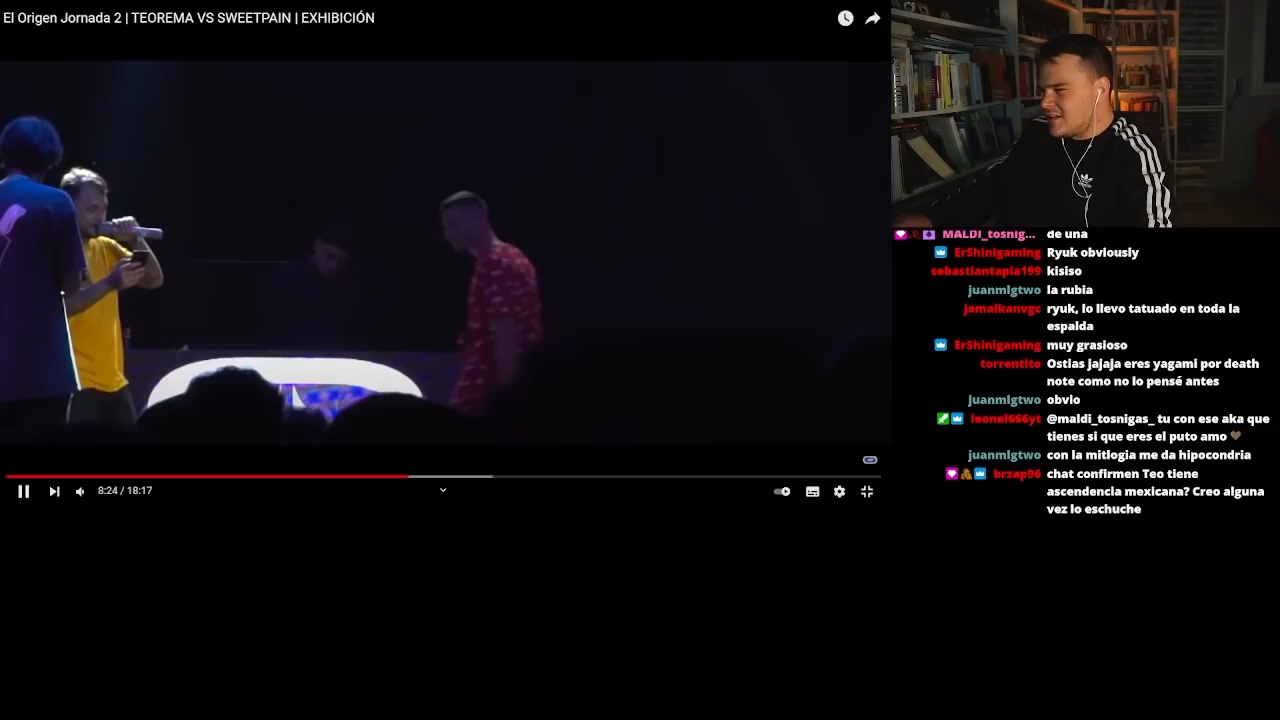 El Origen Jornada 2 | TEOREMA VS SWEETPAIN | EXHIBICIÓN
MALDI_tosnig... de una
ErShinigaming Ryuk obviously
sebastiantapia199 kisiso
juanmlgtwo la rubia
jamaikanvgc ryuk, lo llevo tatuado en toda la
espalda
ErShinigaming muy grasioso
torrentito Ostias jajaja eres yagami por death
note como no lo pensé antes
juanmlgtwo obvio
leonel666yt @maldi_tosnigas_ tu con ese aka que
tienes si que eres el puto amo
juanmlgtwo con la mitlogia me da hipocondria
brzap96 chat confirmen Teo tiene
ascendencia mexicana? Creo alguna
vez lo eschuche
8:24 / 18:17